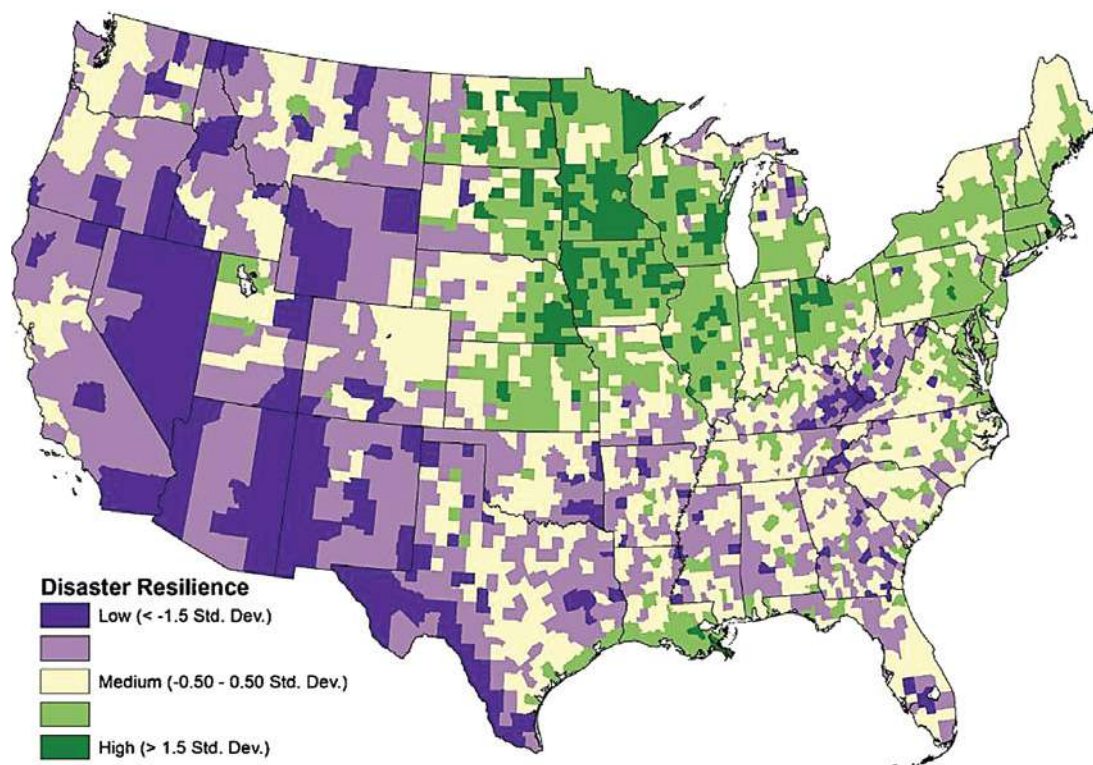 Disaster Resilience
Low (< -1.5 Std. Dev.)
Medium (-0.50 - 0.50 Std. Dev.)
High (> 1.5 Std. Dev.)